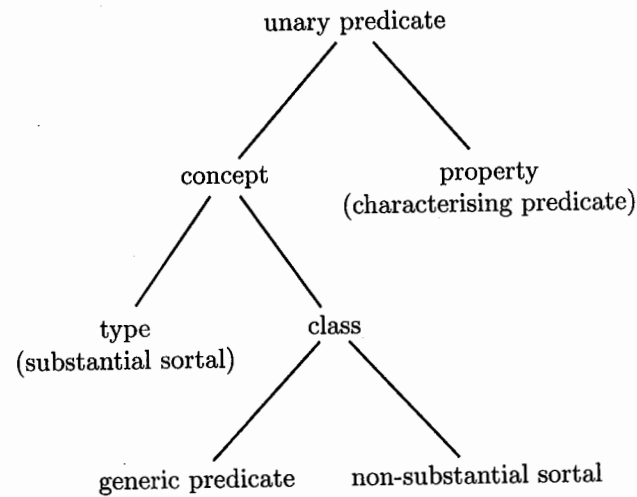 unary predicate
concept
property
(characterising predicate)
type
(substantial sortal)
class
generic predicate
non-substantial sortal